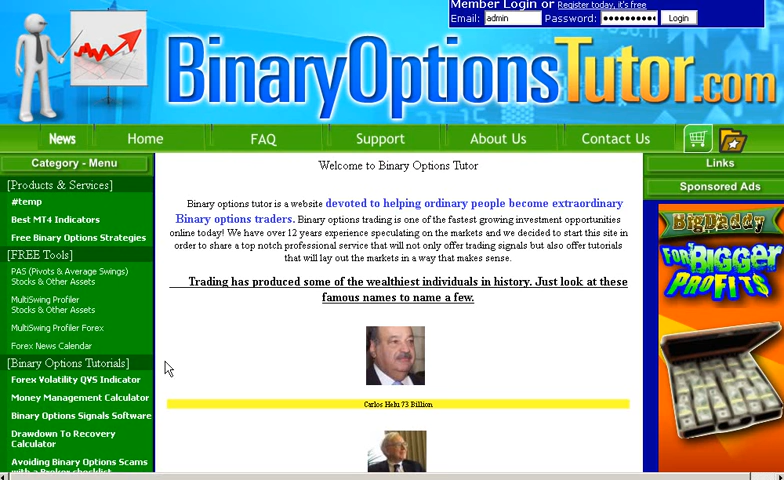 Member Login or Register today, it's free
Email: admin Password: Login
BinaryOptionsTutor.com
News Home FAQ Support About Us Contact Us
Category - Menu
[Products & Services]
#temp
Best MT4 Indicators
Free Binary Options Strategies
[FREE Tools]
PAS (Pivots & Average Swings)
Stocks & Other Assets
MultiSwing Profiler
Stocks & Other Assets
MultiSwing Profiler Forex
Forex News Calendar
[Binary Options Tutorials]
Forex Volatility QVS Indicator
Money Management Calculator
Binary Options Signals Software
Drawdown To Recovery
Calculator
Avoiding Binary Options Scams
with a Broker checklist
Welcome to Binary Options Tutor
Binary options tutor is a website devoted to helping ordinary people become extraordinary
Binary options traders. Binary options trading is one of the fastest growing investment opportunities
online today! We have over 12 years experience speculating on the markets and we decided to start this site in
order to share a top notch professional service that will not only offer trading signals but also offer tutorials
that will lay out the markets in a way that makes sense.
Trading has produced some of the wealthiest individuals in history. Just look at these
famous names to name a few.
Carlos Helu 73 Billion
Links
Sponsored Ads
BigDaddy
FOR BIGGER
PROFITS